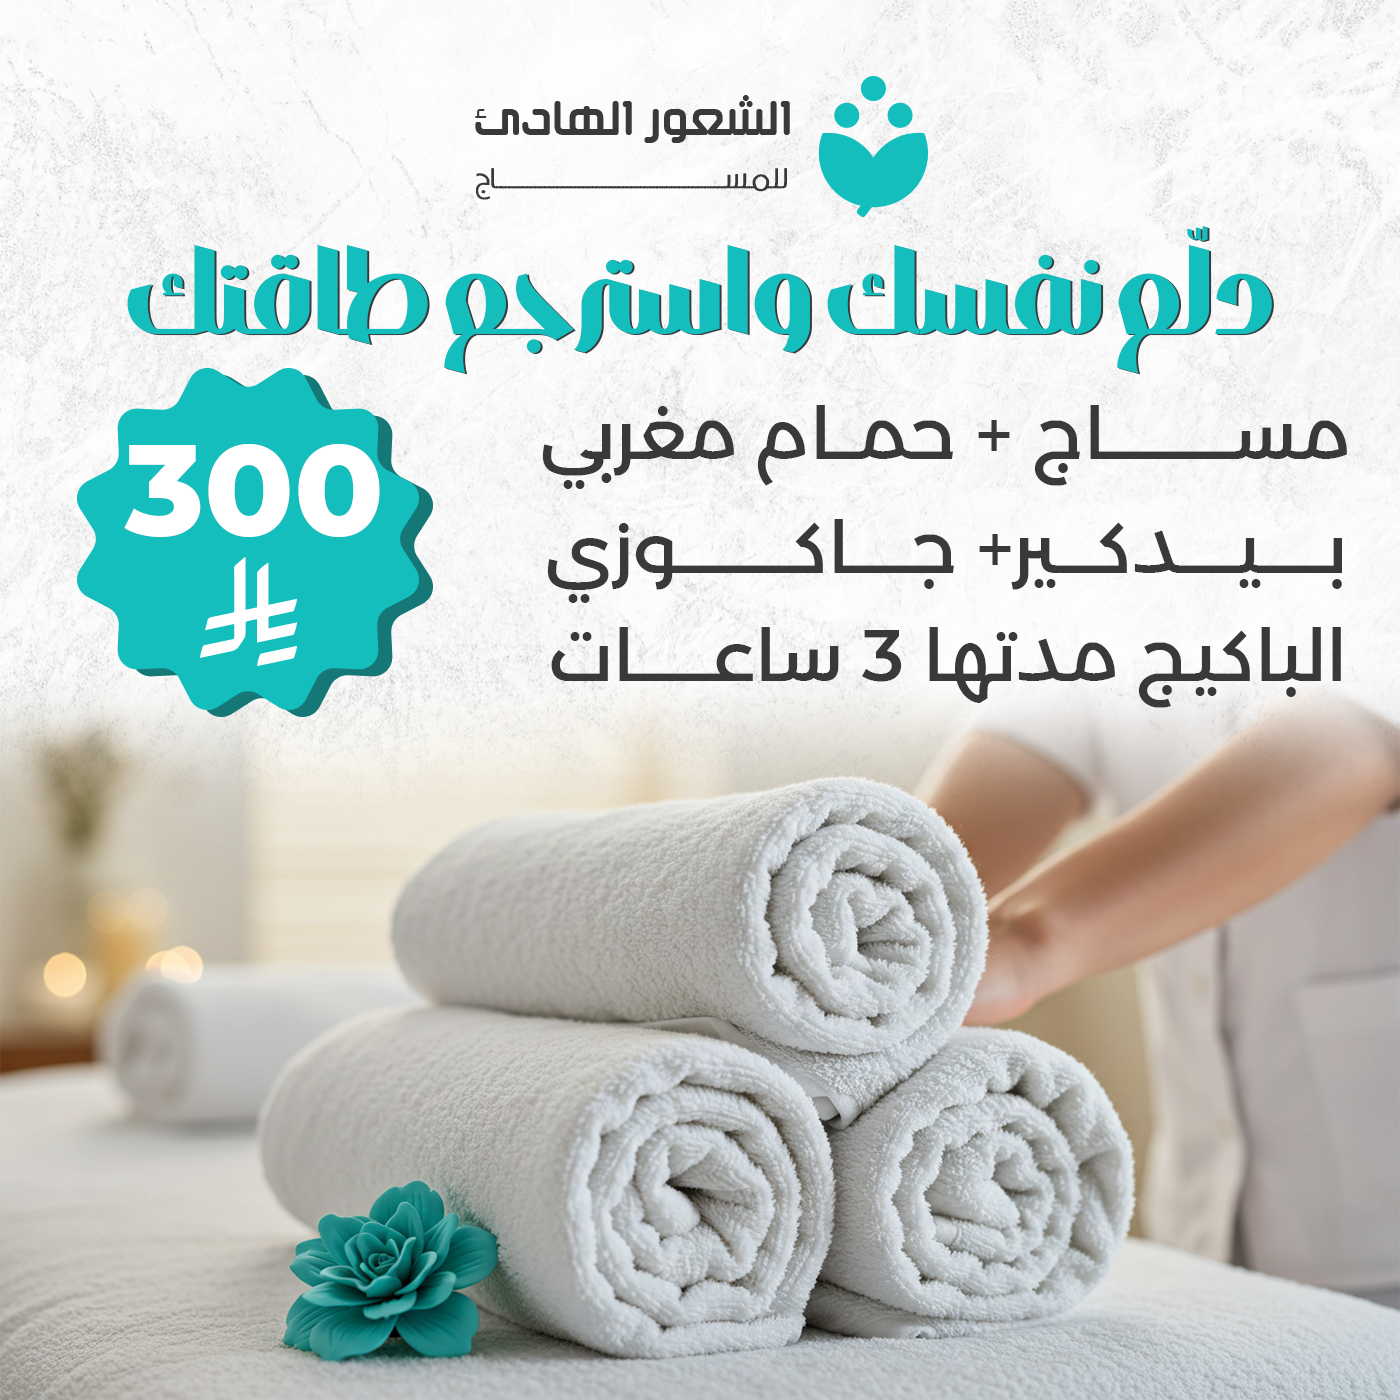 الشعور الهادئ
للمساج
دلّع نفسك واسترجع طاقتك
مساج + حمام مغربي
بيدكير+ جاكوزي
الباكيج مدتها 3 ساعات
300